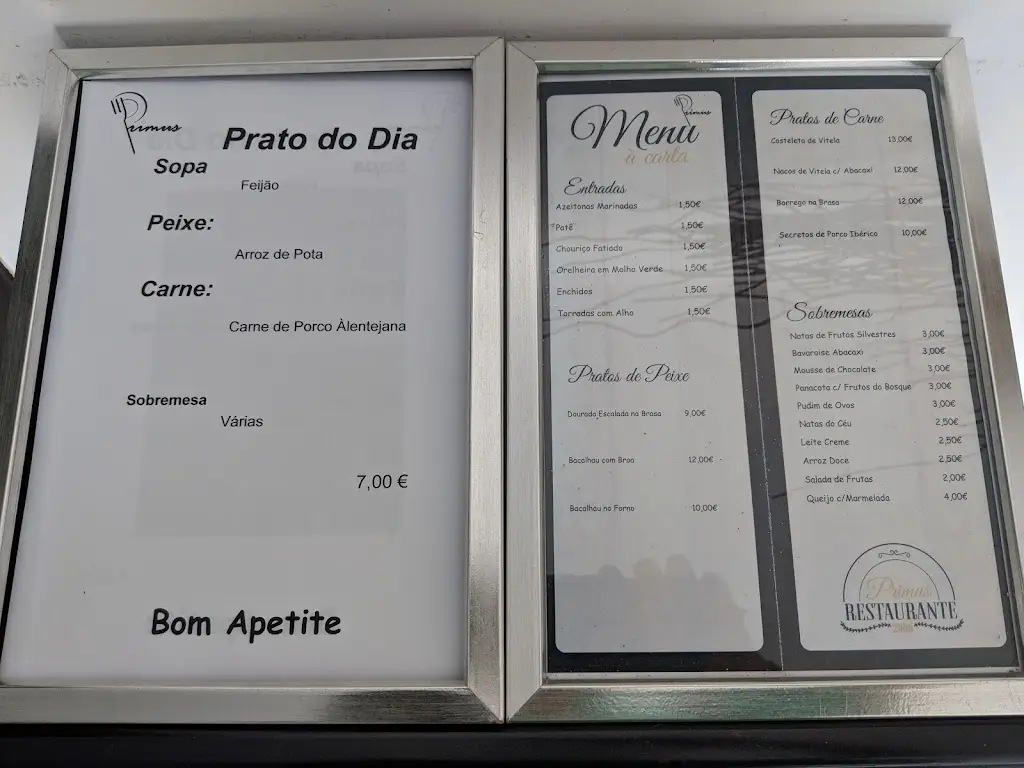 Primus
Prato do Dia
Sopa
Feijão
Peixe:
Arroz de Pota
Carne:
Carne de Porco Àlentejana
Sobremesa
Várias
7,00 €
Bom Apetite
Primus
Menu
à carta
Entradas
Azeitonas Marinadas 1,50€
Patê 1,50€
Chouriço Fatiado 1,50€
Orelheira em Molho Verde 1,50€
Enchidos 1,50€
Torradas com Alho 1,50€
Pratos de Peixe
Dourada Escalada na Brasa 9,00€
Bacalhau com Broa 12,00€
Bacalhau no Forno 10,00€
Pratos de Carne
Costeleta de Vitela 13,00€
Nacos de Vitela c/ Abacaxi 12,00€
Borrego na Brasa 12,00€
Secretos de Porco Ibérico 10,00€
Sobremesas
Natas de Frutos Silvestres 3,00€
Bavaroise Abacaxi 3,00€
Mousse de Chocolate 3,00€
Panacota c/ Frutos do Bosque 3,00€
Pudim de Ovos 3,00€
Natas do Céu 2,50€
Leite Creme 2,50€
Arroz Doce 2,50€
Salada de Frutas 2,00€
Queijo c/Marmelada 4,00€
Primus
RESTAURANTE